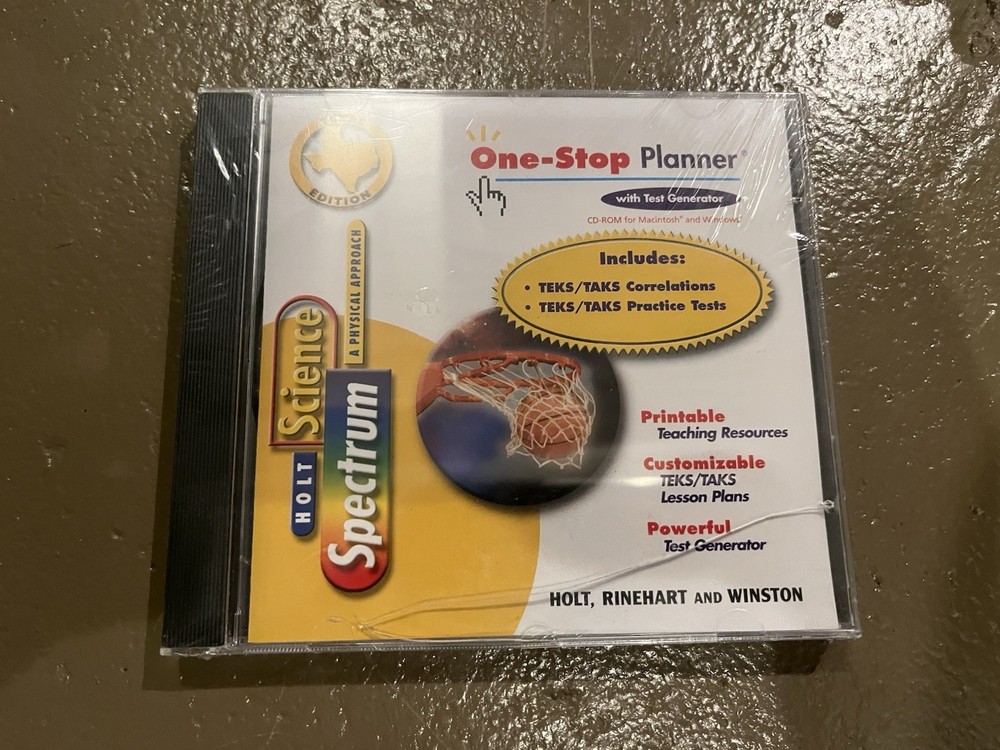 EDITION
One-Stop Planner®
with Test Generator
CD-ROM for Macintosh® and Windows®
Includes:
• TEKS/TAKS Correlations
• TEKS/TAKS Practice Tests
HOLT
Science
Spectrum
A PHYSICAL APPROACH
Printable
Teaching Resources
Customizable
TEKS/TAKS
Lesson Plans
Powerful
Test Generator
HOLT, RINEHART AND WINSTON